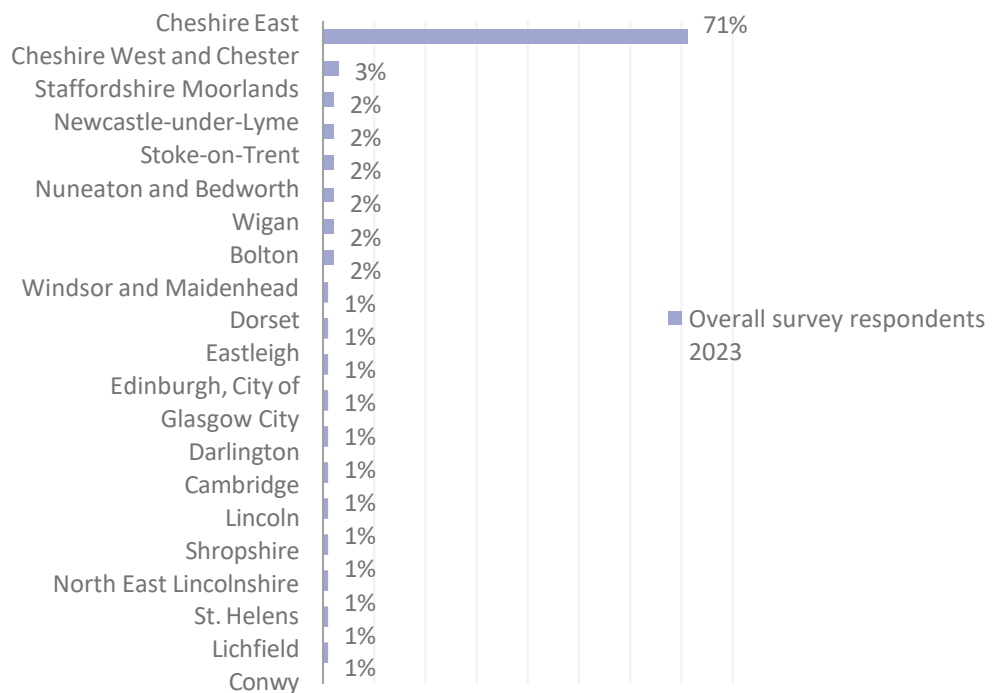 Cheshire East
71%
Cheshire West and Chester
3%
Staffordshire Moorlands
2%
Newcastle-under-Lyme
2%
Stoke-on-Trent
2%
Nuneaton and Bedworth
2%
Wigan
2%
Bolton
2%
Windsor and Maidenhead
1%
Dorset
1%
Eastleigh
1%
Edinburgh, City of
1%
Glasgow City
1%
Darlington
1%
Cambridge
1%
Lincoln
1%
Shropshire
1%
North East Lincolnshire
1%
St. Helens
1%
Lichfield
1%
Conwy
Overall survey respondents
2023